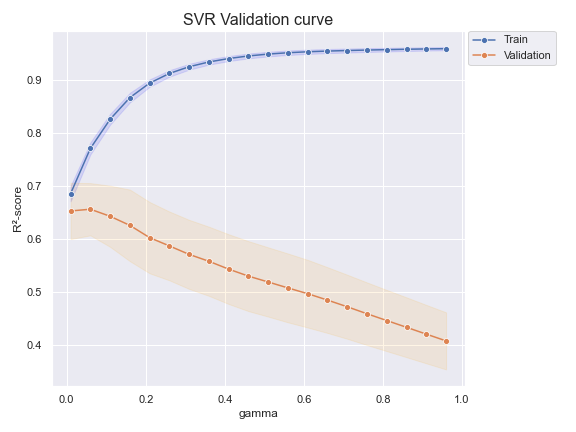 SVR Validation curve
Train
Validation
R²-score
0.9
0.8
0.7
0.6
0.5
0.4
0.0 0.2 0.4 0.6 0.8 1.0
gamma